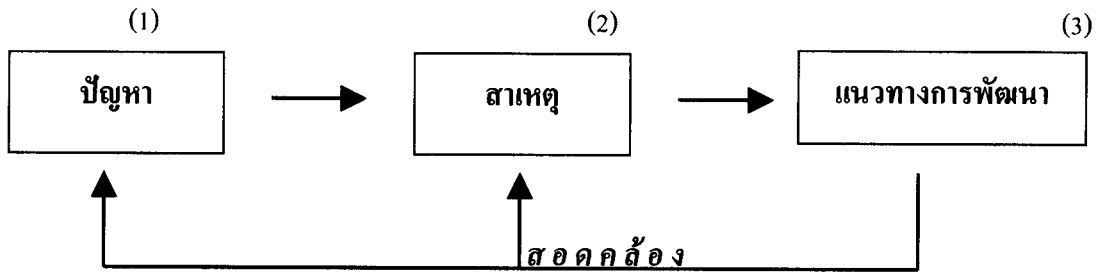 (1) (2) (3)
ปัญหา สาเหตุ แนวทางการพัฒนา
สอดคล้อง